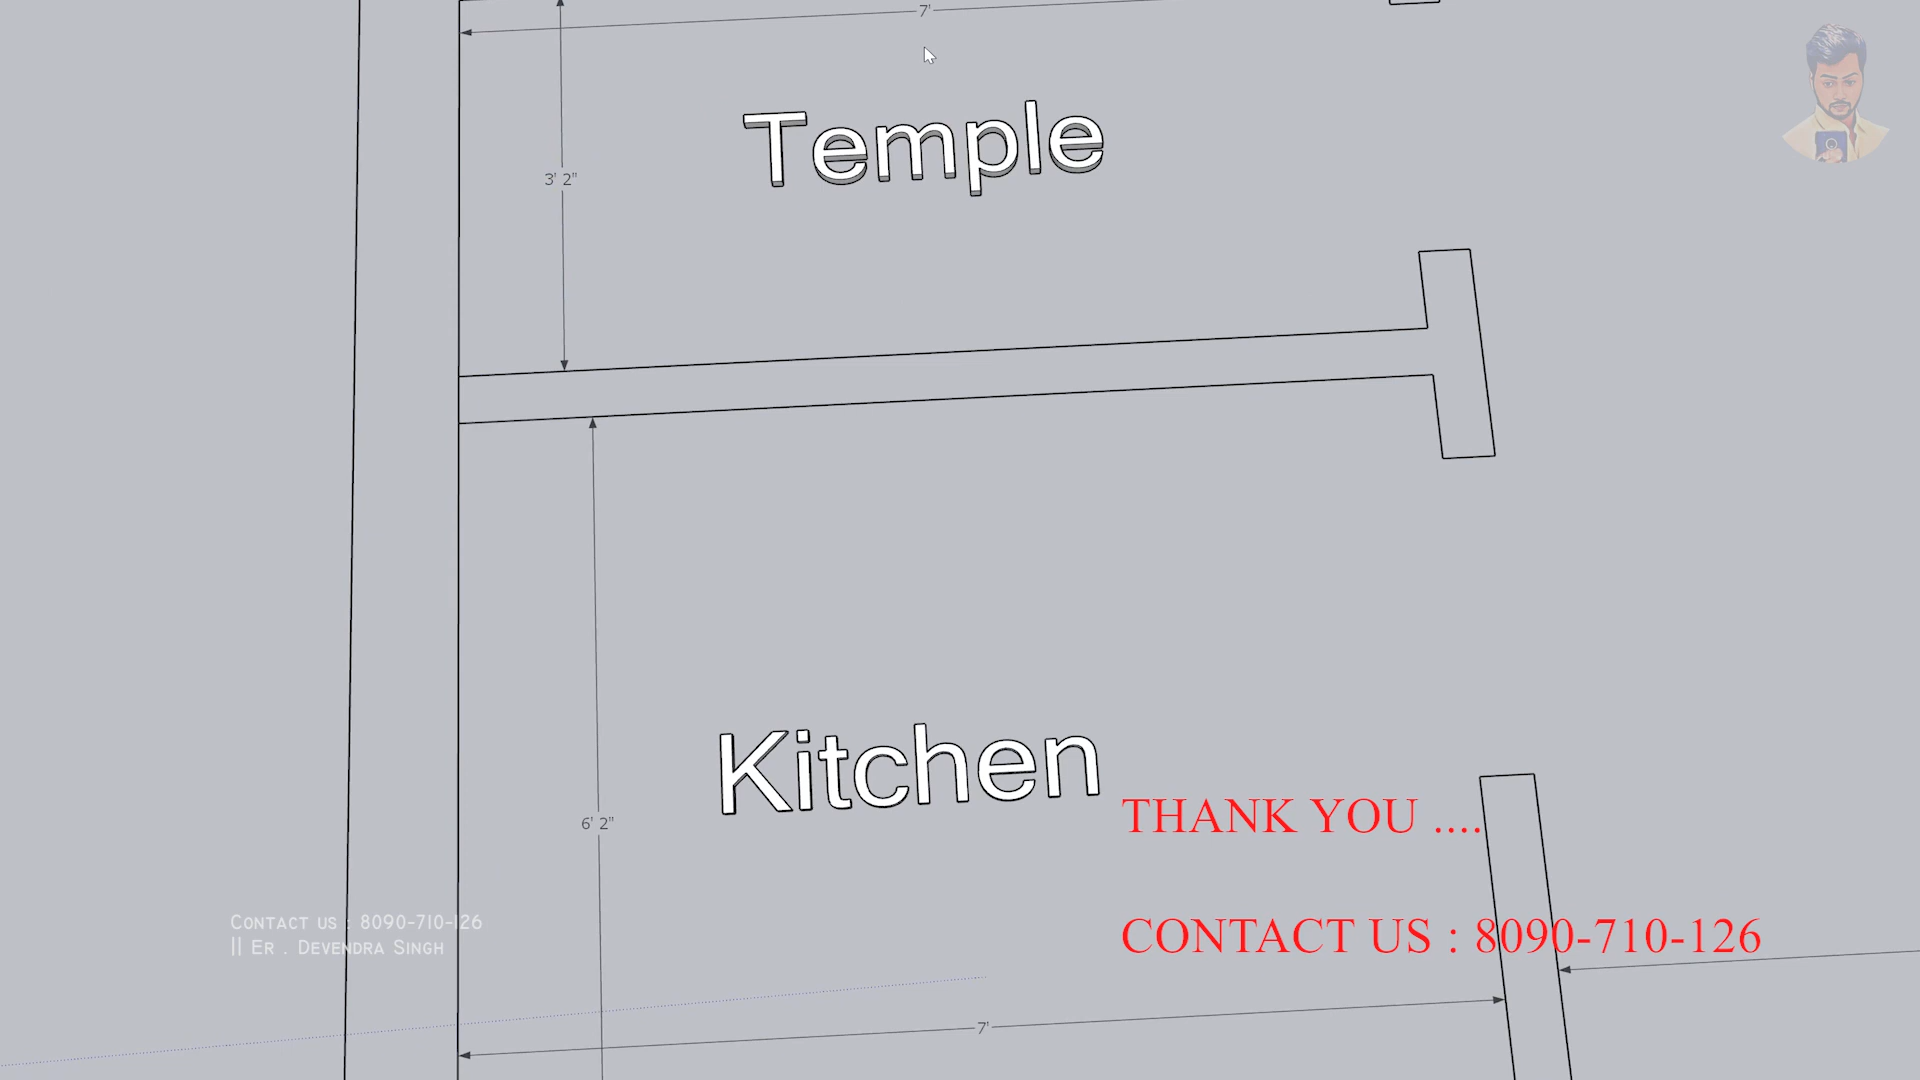 7'
Temple
3' 2"
Kitchen
THANK YOU ....
6' 2"
CONTACT US : 8090-710-126
|| ER . DEVENDRA SINGH
CONTACT US : 8090-710-126
7'